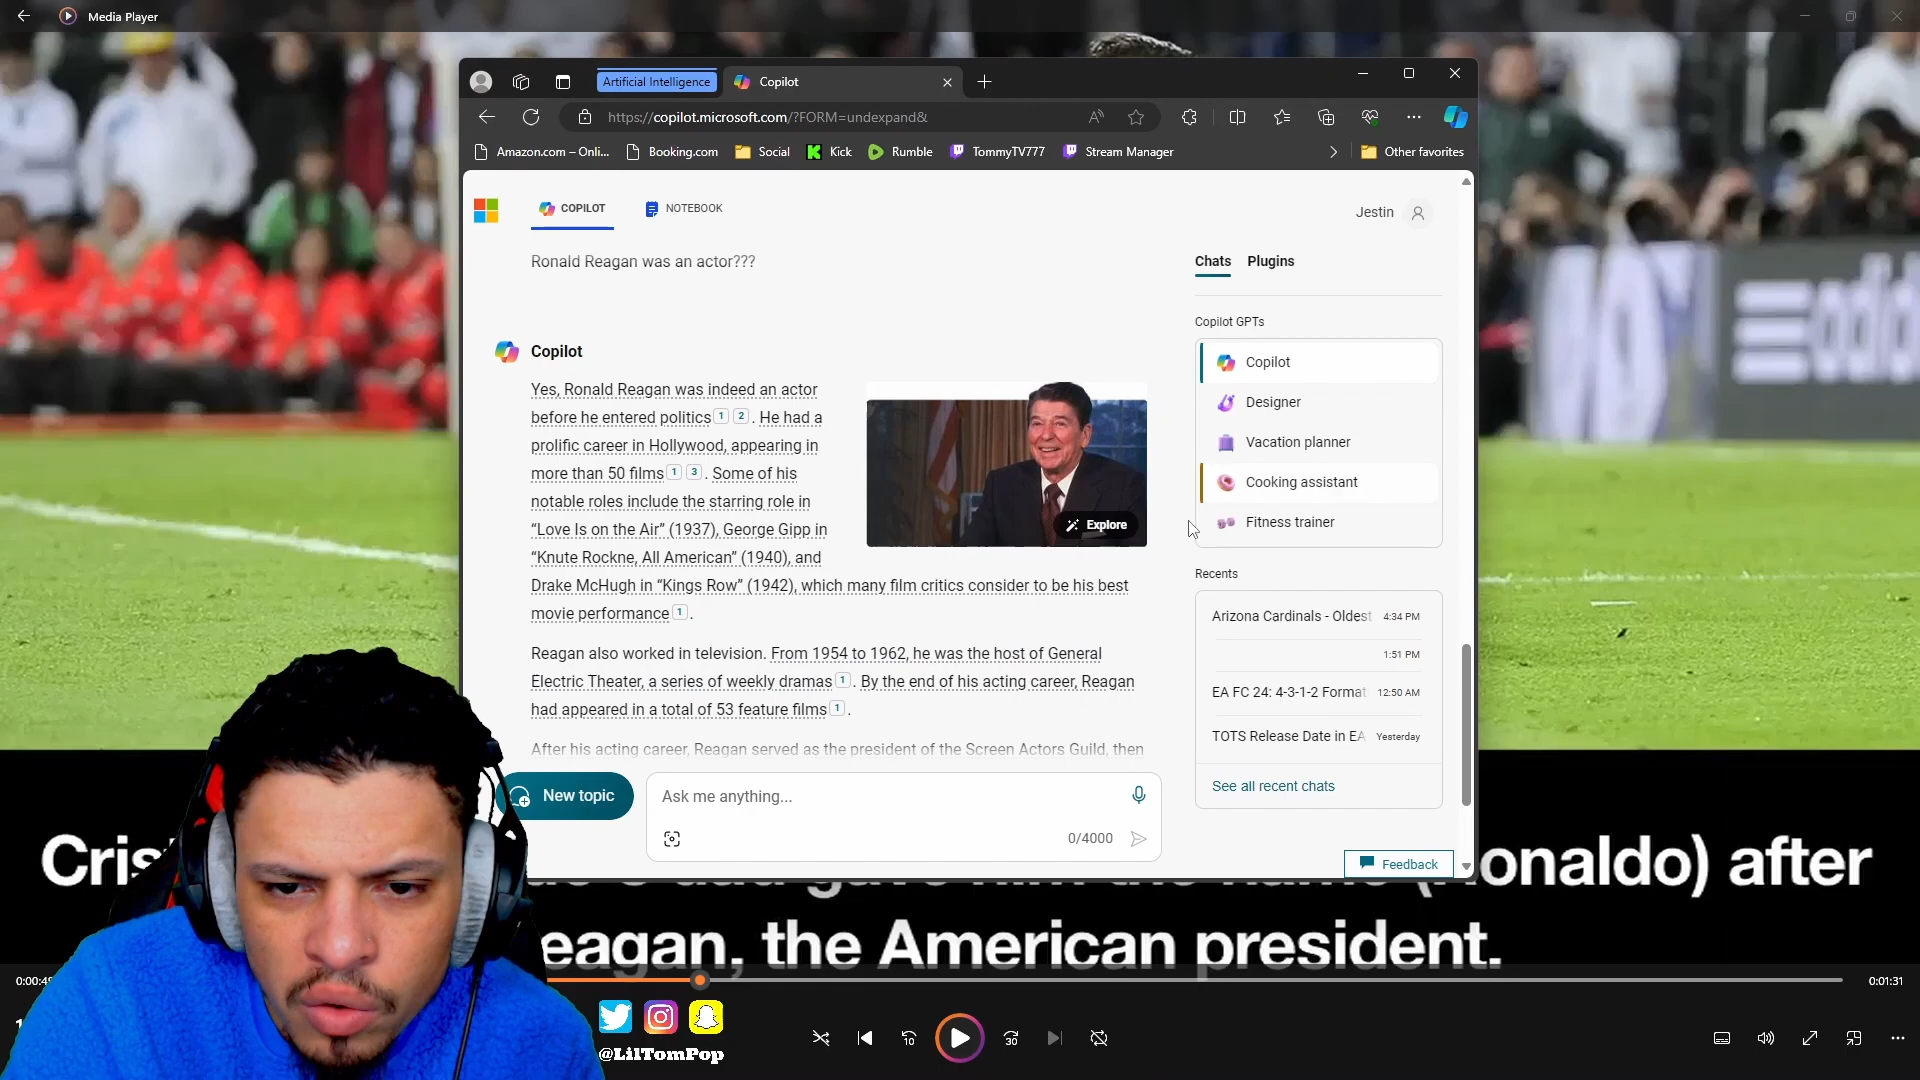 Media Player
Artificial Intelligence
Copilot
https://copilot.microsoft.com/?FORM=undexpand&
Amazon.com – Onli...
Booking.com
Social
Kick
Rumble
TommyTV777
Stream Manager
Other favorites
COPILOT
NOTEBOOK
Jestin
Ronald Reagan was an actor???
Chats Plugins
Copilot GPTs
Copilot
Designer
Vacation planner
Cooking assistant
Fitness trainer
Recents
Arizona Cardinals - Oldest 4:34 PM
1:51 PM
EA FC 24: 4-3-1-2 Format 12:50 AM
TOTS Release Date in EA Yesterday
See all recent chats
Copilot
Yes, Ronald Reagan was indeed an actor
before he entered politics 1 2 . He had a
prolific career in Hollywood, appearing in
more than 50 films 1 3 . Some of his
notable roles include the starring role in
“Love Is on the Air” (1937), George Gipp in
“Knute Rockne, All American” (1940), and
Drake McHugh in “Kings Row” (1942), which many film critics consider to be his best
movie performance 1 .
Explore
Reagan also worked in television. From 1954 to 1962, he was the host of General
Electric Theater, a series of weekly dramas 1 . By the end of his acting career, Reagan
had appeared in a total of 53 feature films 1 .
After his acting career, Reagan served as the president of the Screen Actors Guild, then
New topic
Ask me anything...
0/4000
Feedback
Cris
onaldo) after
eagan, the American president.
0:00:4
0:01:31
10
30
@LilTomPop